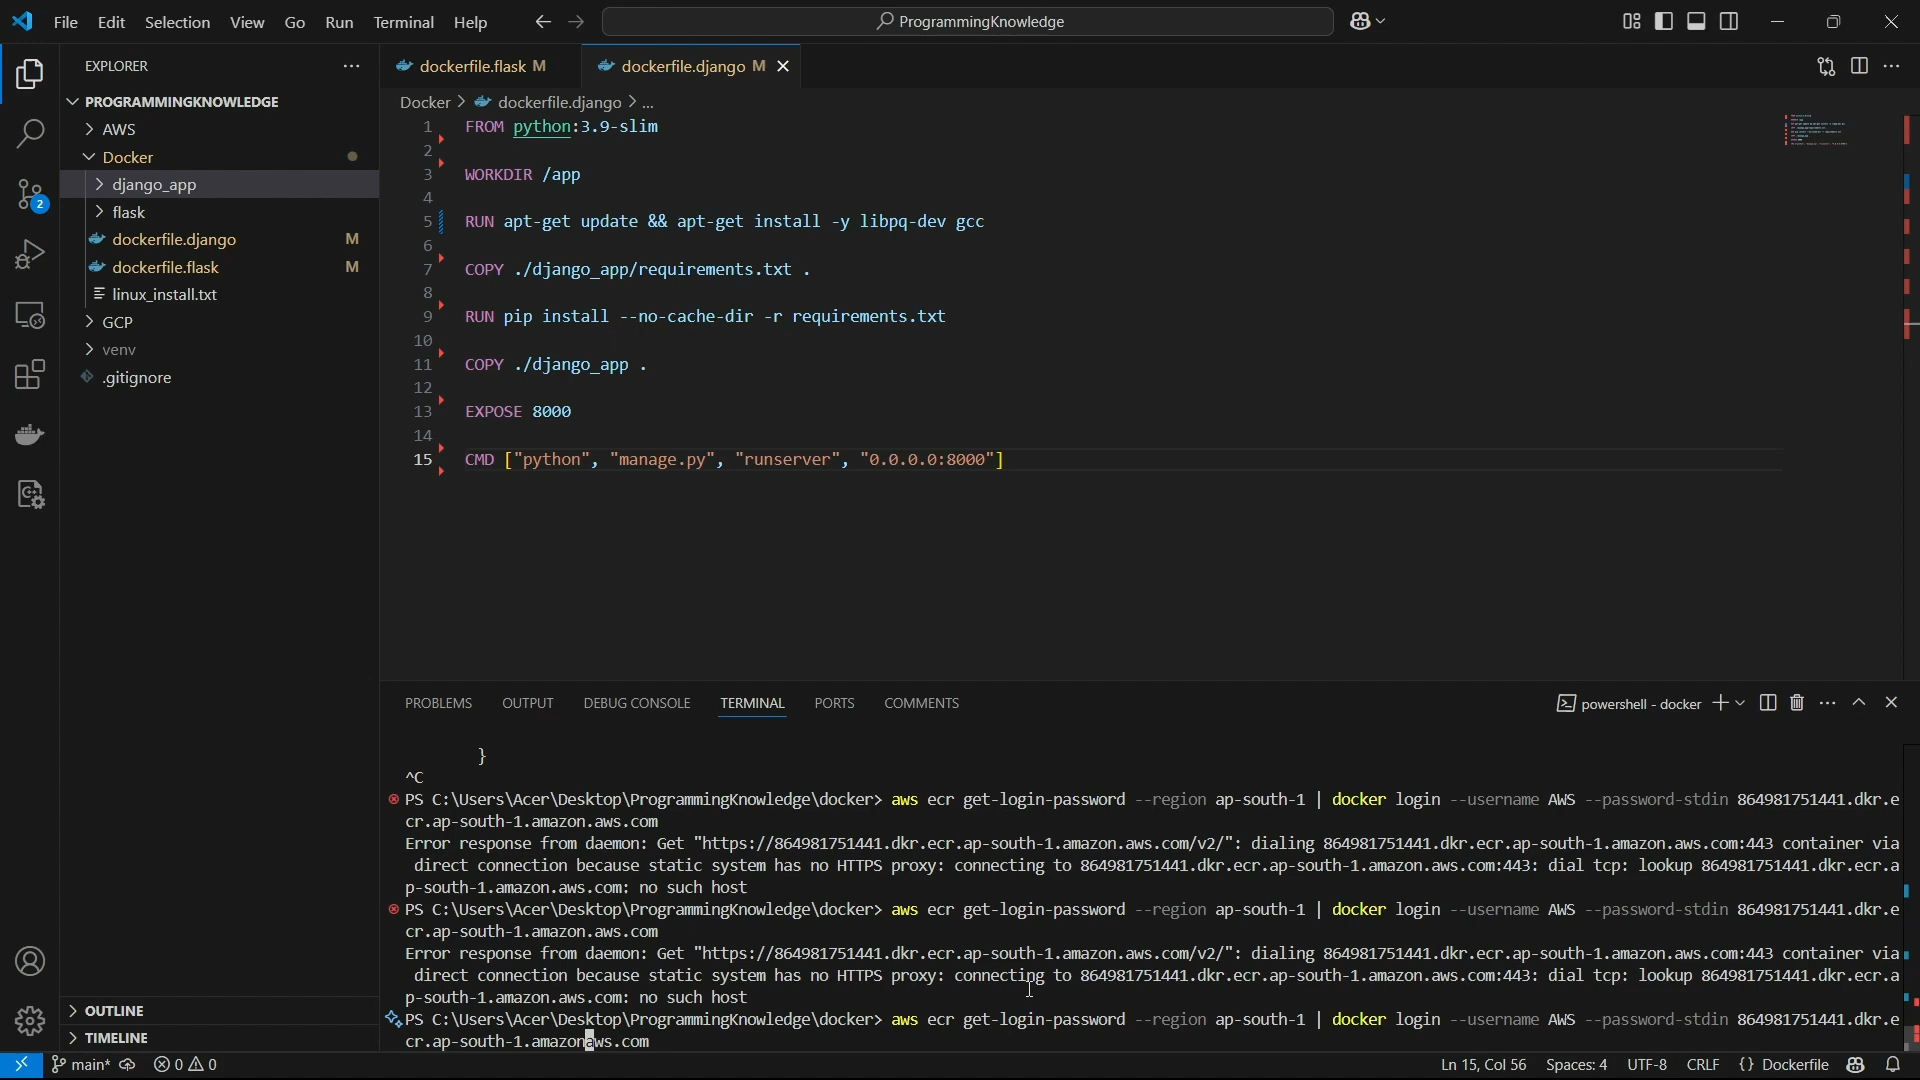 File Edit Selection View Go Run Terminal Help
ProgrammingKnowledge
EXPLORER
dockerfile.flask M
dockerfile.django M
PROGRAMMINGKNOWLEDGE
Docker > dockerfile.django > ...
AWS
Docker
django_app
flask
dockerfile.django M
dockerfile.flask M
linux_install.txt
GCP
venv
.gitignore
2
1 FROM python:3.9-slim
2
3 WORKDIR /app
4
5 RUN apt-get update && apt-get install -y libpq-dev gcc
6
7 COPY ./django_app/requirements.txt .
8
9 RUN pip install --no-cache-dir -r requirements.txt
10
11 COPY ./django_app .
12
13 EXPOSE 8000
14
15 CMD ["python", "manage.py", "runserver", "0.0.0.0:8000"]
PROBLEMS OUTPUT DEBUG CONSOLE TERMINAL PORTS COMMENTS
powershell - docker
}
^C
PS C:\Users\Acer\Desktop\ProgrammingKnowledge\docker> aws ecr get-login-password --region ap-south-1 | docker login --username AWS --password-stdin 864981751441.dkr.e
cr.ap-south-1.amazon.aws.com
Error response from daemon: Get "https://864981751441.dkr.ecr.ap-south-1.amazon.aws.com/v2/": dialing 864981751441.dkr.ecr.ap-south-1.amazon.aws.com:443 container via
direct connection because static system has no HTTPS proxy: connecting to 864981751441.dkr.ecr.ap-south-1.amazon.aws.com:443: dial tcp: lookup 864981751441.dkr.ecr.a
p-south-1.amazon.aws.com: no such host
PS C:\Users\Acer\Desktop\ProgrammingKnowledge\docker> aws ecr get-login-password --region ap-south-1 | docker login --username AWS --password-stdin 864981751441.dkr.e
cr.ap-south-1.amazon.aws.com
Error response from daemon: Get "https://864981751441.dkr.ecr.ap-south-1.amazon.aws.com/v2/": dialing 864981751441.dkr.ecr.ap-south-1.amazon.aws.com:443 container via
direct connection because static system has no HTTPS proxy: connecting to 864981751441.dkr.ecr.ap-south-1.amazon.aws.com:443: dial tcp: lookup 864981751441.dkr.ecr.a
p-south-1.amazon.aws.com: no such host
PS C:\Users\Acer\Desktop\ProgrammingKnowledge\docker> aws ecr get-login-password --region ap-south-1 | docker login --username AWS --password-stdin 864981751441.dkr.e
cr.ap-south-1.amazonaws.com
OUTLINE
TIMELINE
main* 0 0
Ln 15, Col 56 Spaces: 4 UTF-8 CRLF {} Dockerfile